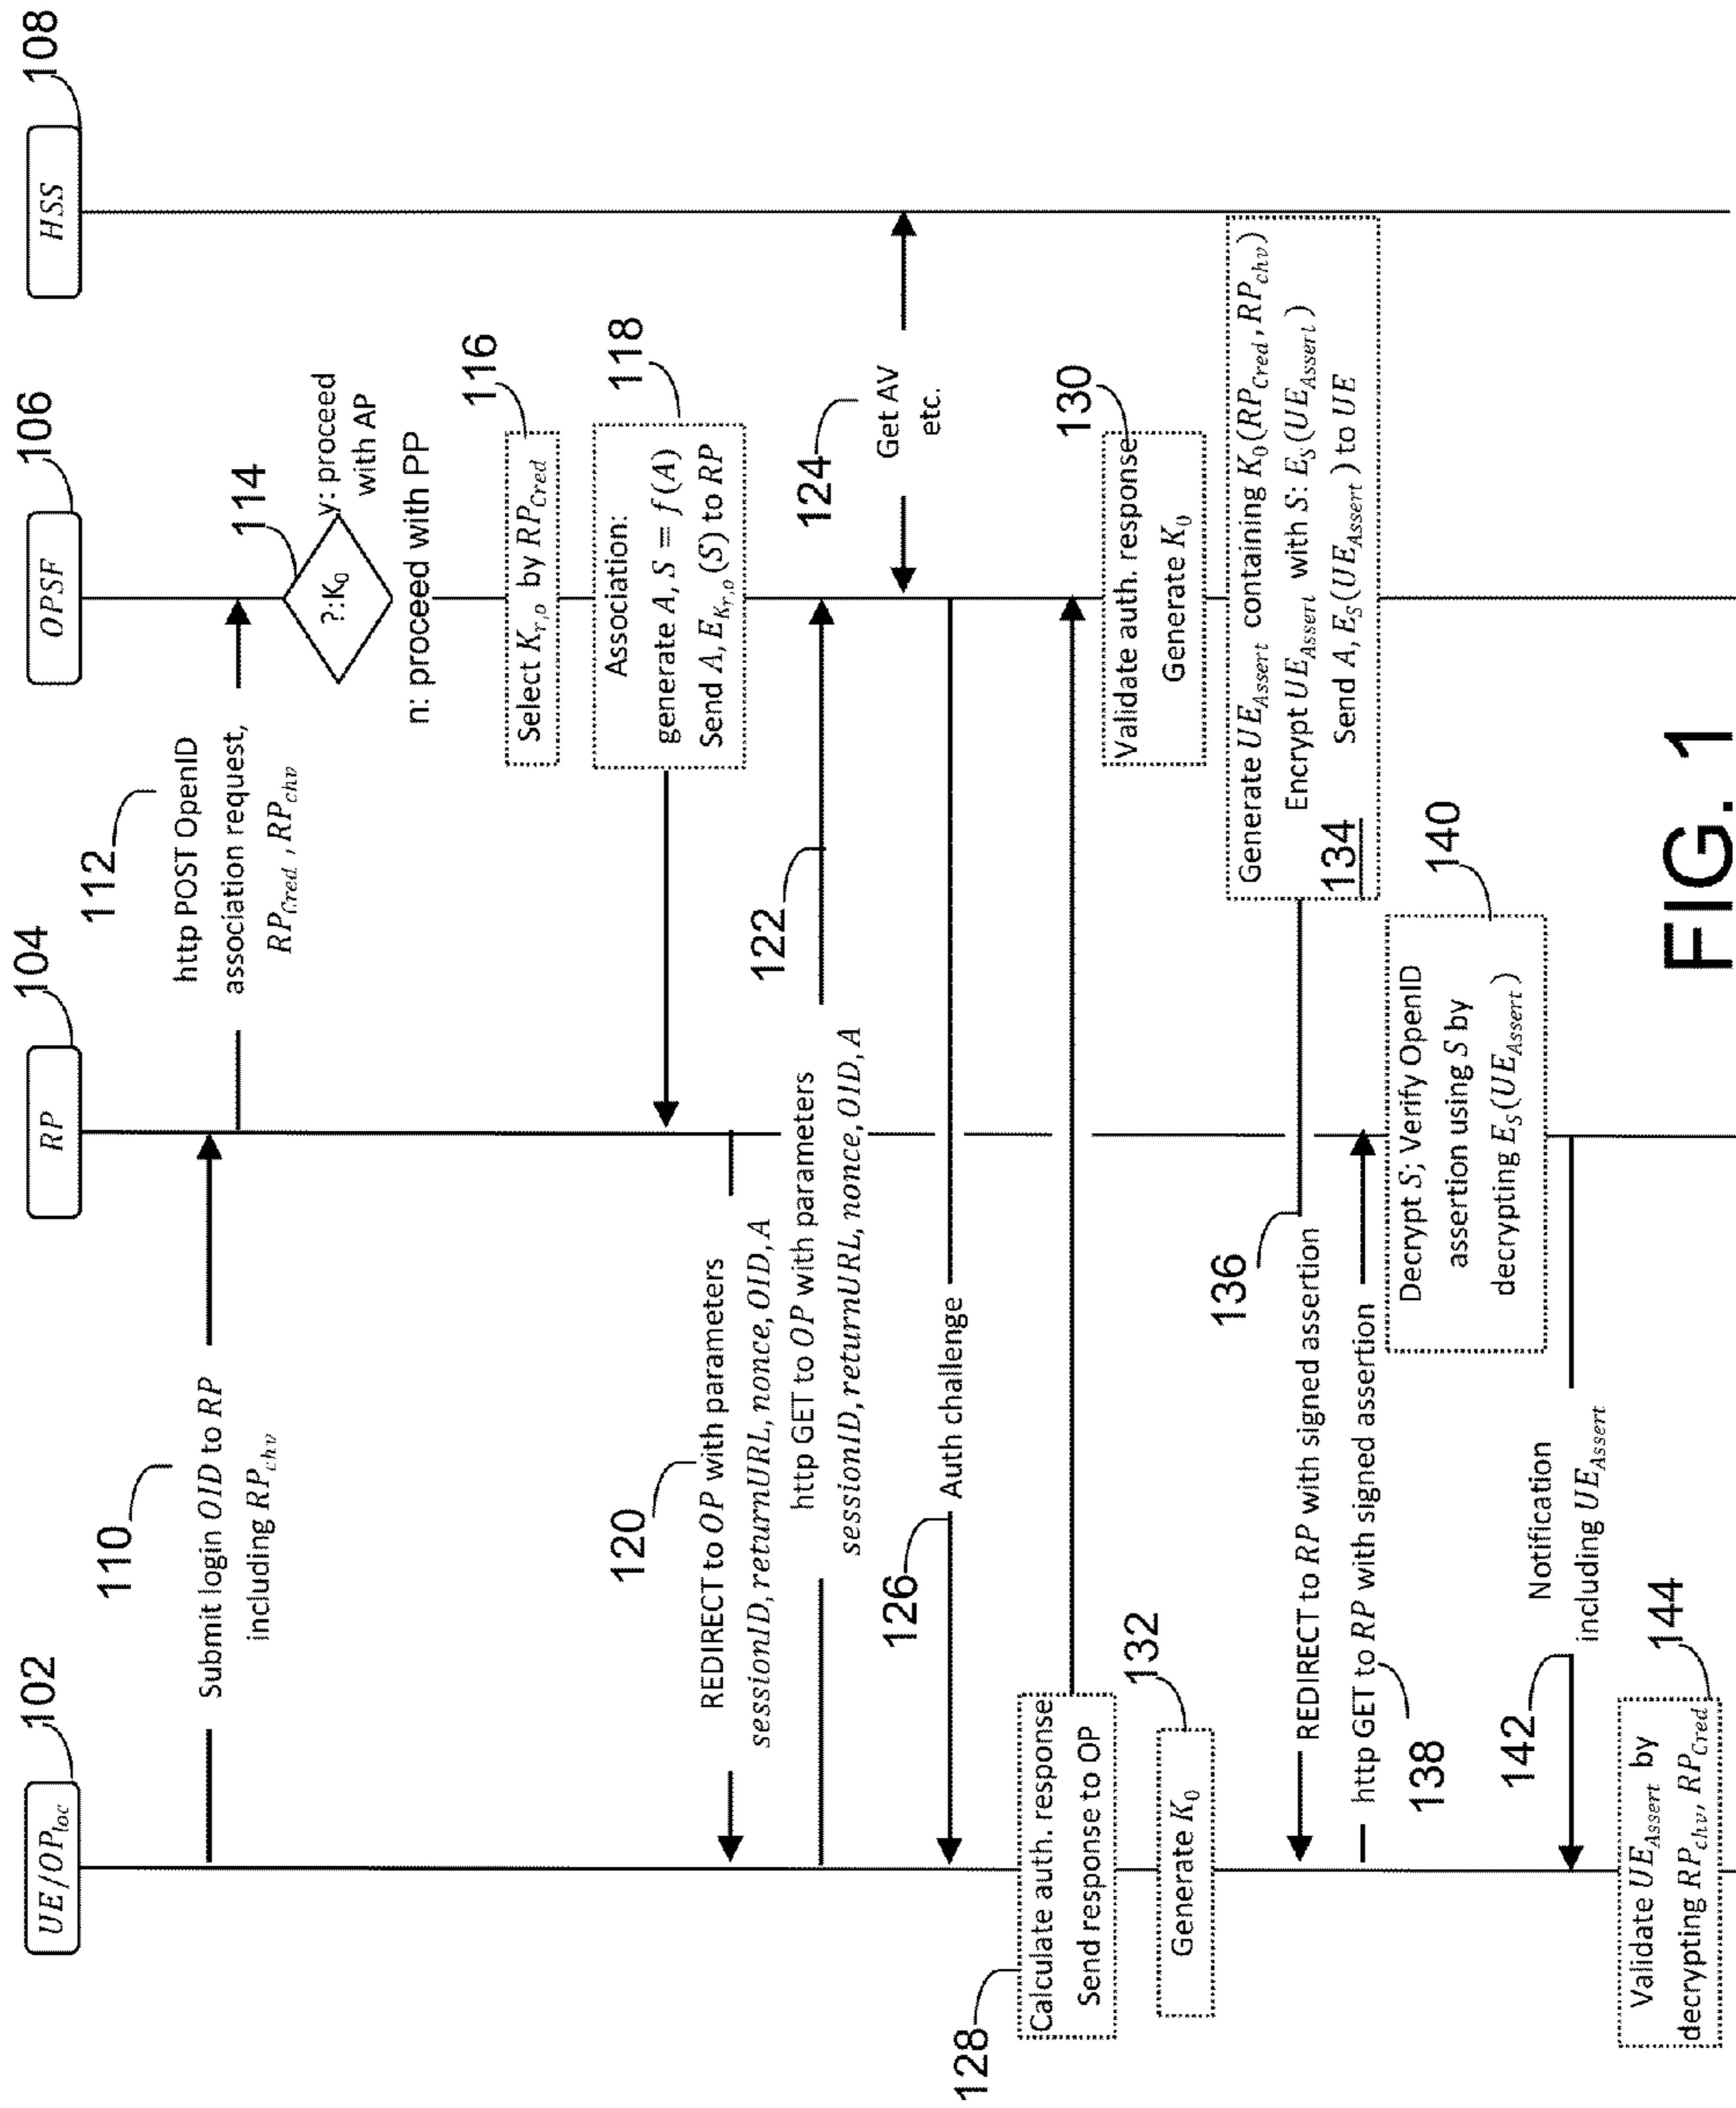 UE/OP_loc
102
RP
104
OPSF
106
HSS
108
110
Submit login OID to RP
including RP_chv
112
http POST OpenID
association request,
RP_Cred, RP_chv
114
?:K₀
y: proceed
with AP
n: proceed with PP
116
Select K_r,o by RP_Cred
118
Association:
generate A, S = f(A)
Send A, E_K_r,o (S) to RP
120
REDIRECT to OP with parameters
sessionID, returnURL, nonce, OID, A
122
http GET to OP with parameters
sessionID, returnURL, nonce, OID, A
124
Get AV
etc.
126
Auth challenge
128
Calculate auth. response
Send response to OP
130
Validate auth. response
Generate K₀
132
Generate K₀
Generate UE_Assert containing K₀(RP_Cred, RP_chv)
Encrypt UE_Assert with S: E_S(UE_Assert)
134
Send A, E_S(UE_Assert) to UE
136
REDIRECT to RP with signed assertion
http GET to RP with signed assertion
138
140
Decrypt S; Verify OpenID
assertion using S by
decrypting E_S(UE_Assert)
142
Notification
including UE_Assert
144
Validate UE_Assert by
decrypting RP_chv, RP_Cred
FIG. 1